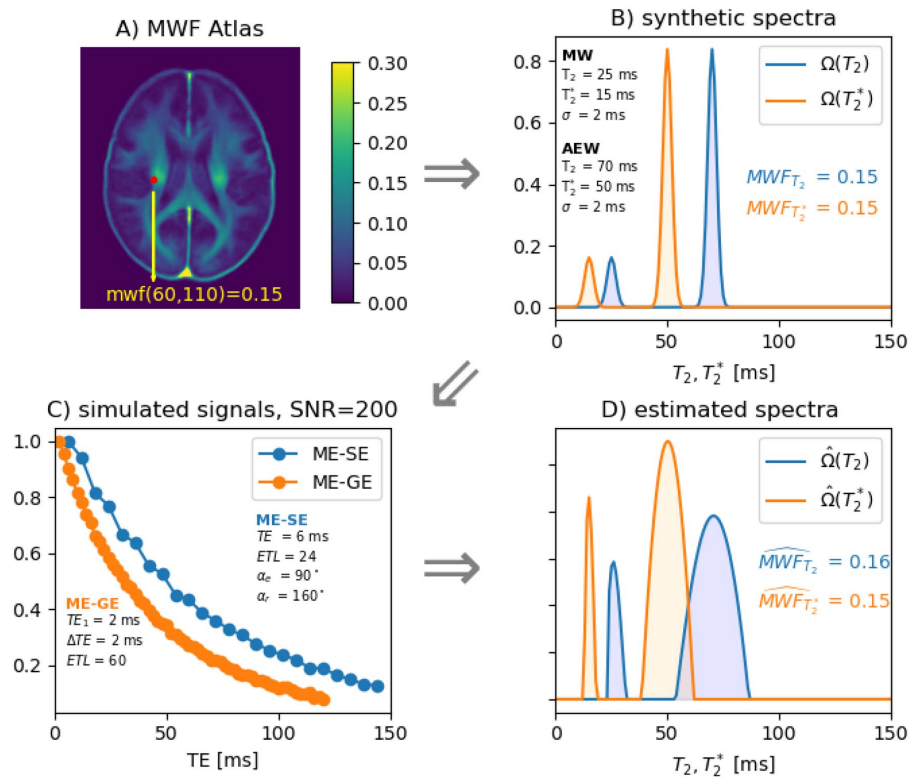 A) MWF Atlas
0.30
0.25
0.20
0.15
0.10
0.05
0.00
mwf(60,110)=0.15
⇒
B) synthetic spectra
MW
T₂ = 25 ms
T₂* = 15 ms
σ = 2 ms
AEW
T₂ = 70 ms
T₂* = 50 ms
σ = 2 ms
Ω(T₂)
Ω(T₂*)
MWF_T₂ = 0.15
MWF_T₂* = 0.15
0.8
0.6
0.4
0.2
0.0
0 50 100 150
T₂, T₂* [ms]
⇙
C) simulated signals, SNR=200
1.0
0.8
0.6
0.4
0.2
ME-SE
ME-GE
ME-SE
TE = 6 ms
ETL = 24
αₑ = 90°
αᵣ = 160°
ME-GE
TE₁ = 2 ms
ΔTE = 2 ms
ETL = 60
0 50 100 150
TE [ms]
⇒
D) estimated spectra
Ω̂(T₂)
Ω̂(T₂*)
M͡WF_T₂ = 0.16
M͡WF_T₂* = 0.15
0 50 100 150
T₂, T₂* [ms]